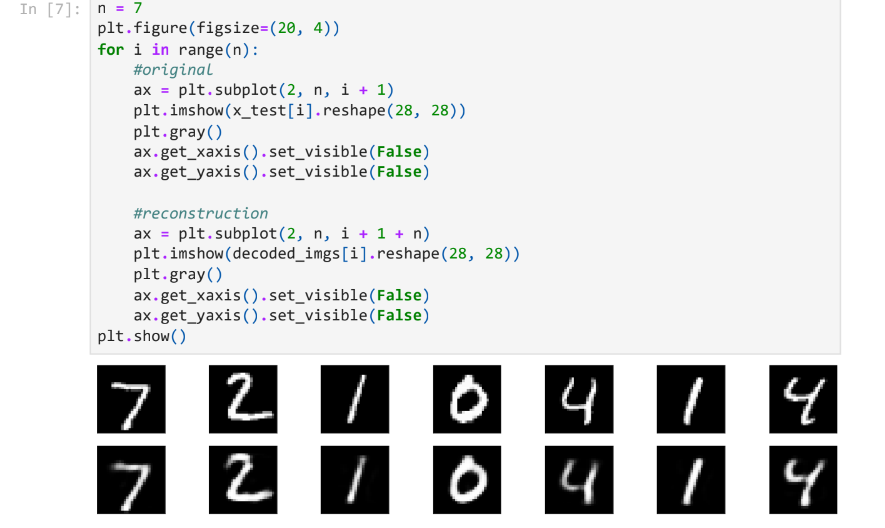 In [7]: n = 7
plt.figure(figsize=(20, 4))
for i in range(n):
    #original
    ax = plt.subplot(2, n, i + 1)
    plt.imshow(x_test[i].reshape(28, 28))
    plt.gray()
    ax.get_xaxis().set_visible(False)
    ax.get_yaxis().set_visible(False)

    #reconstruction
    ax = plt.subplot(2, n, i + 1 + n)
    plt.imshow(decoded_imgs[i].reshape(28, 28))
    plt.gray()
    ax.get_xaxis().set_visible(False)
    ax.get_yaxis().set_visible(False)
plt.show()
7 2 1 0 4 1 4
7 2 1 0 4 1 4